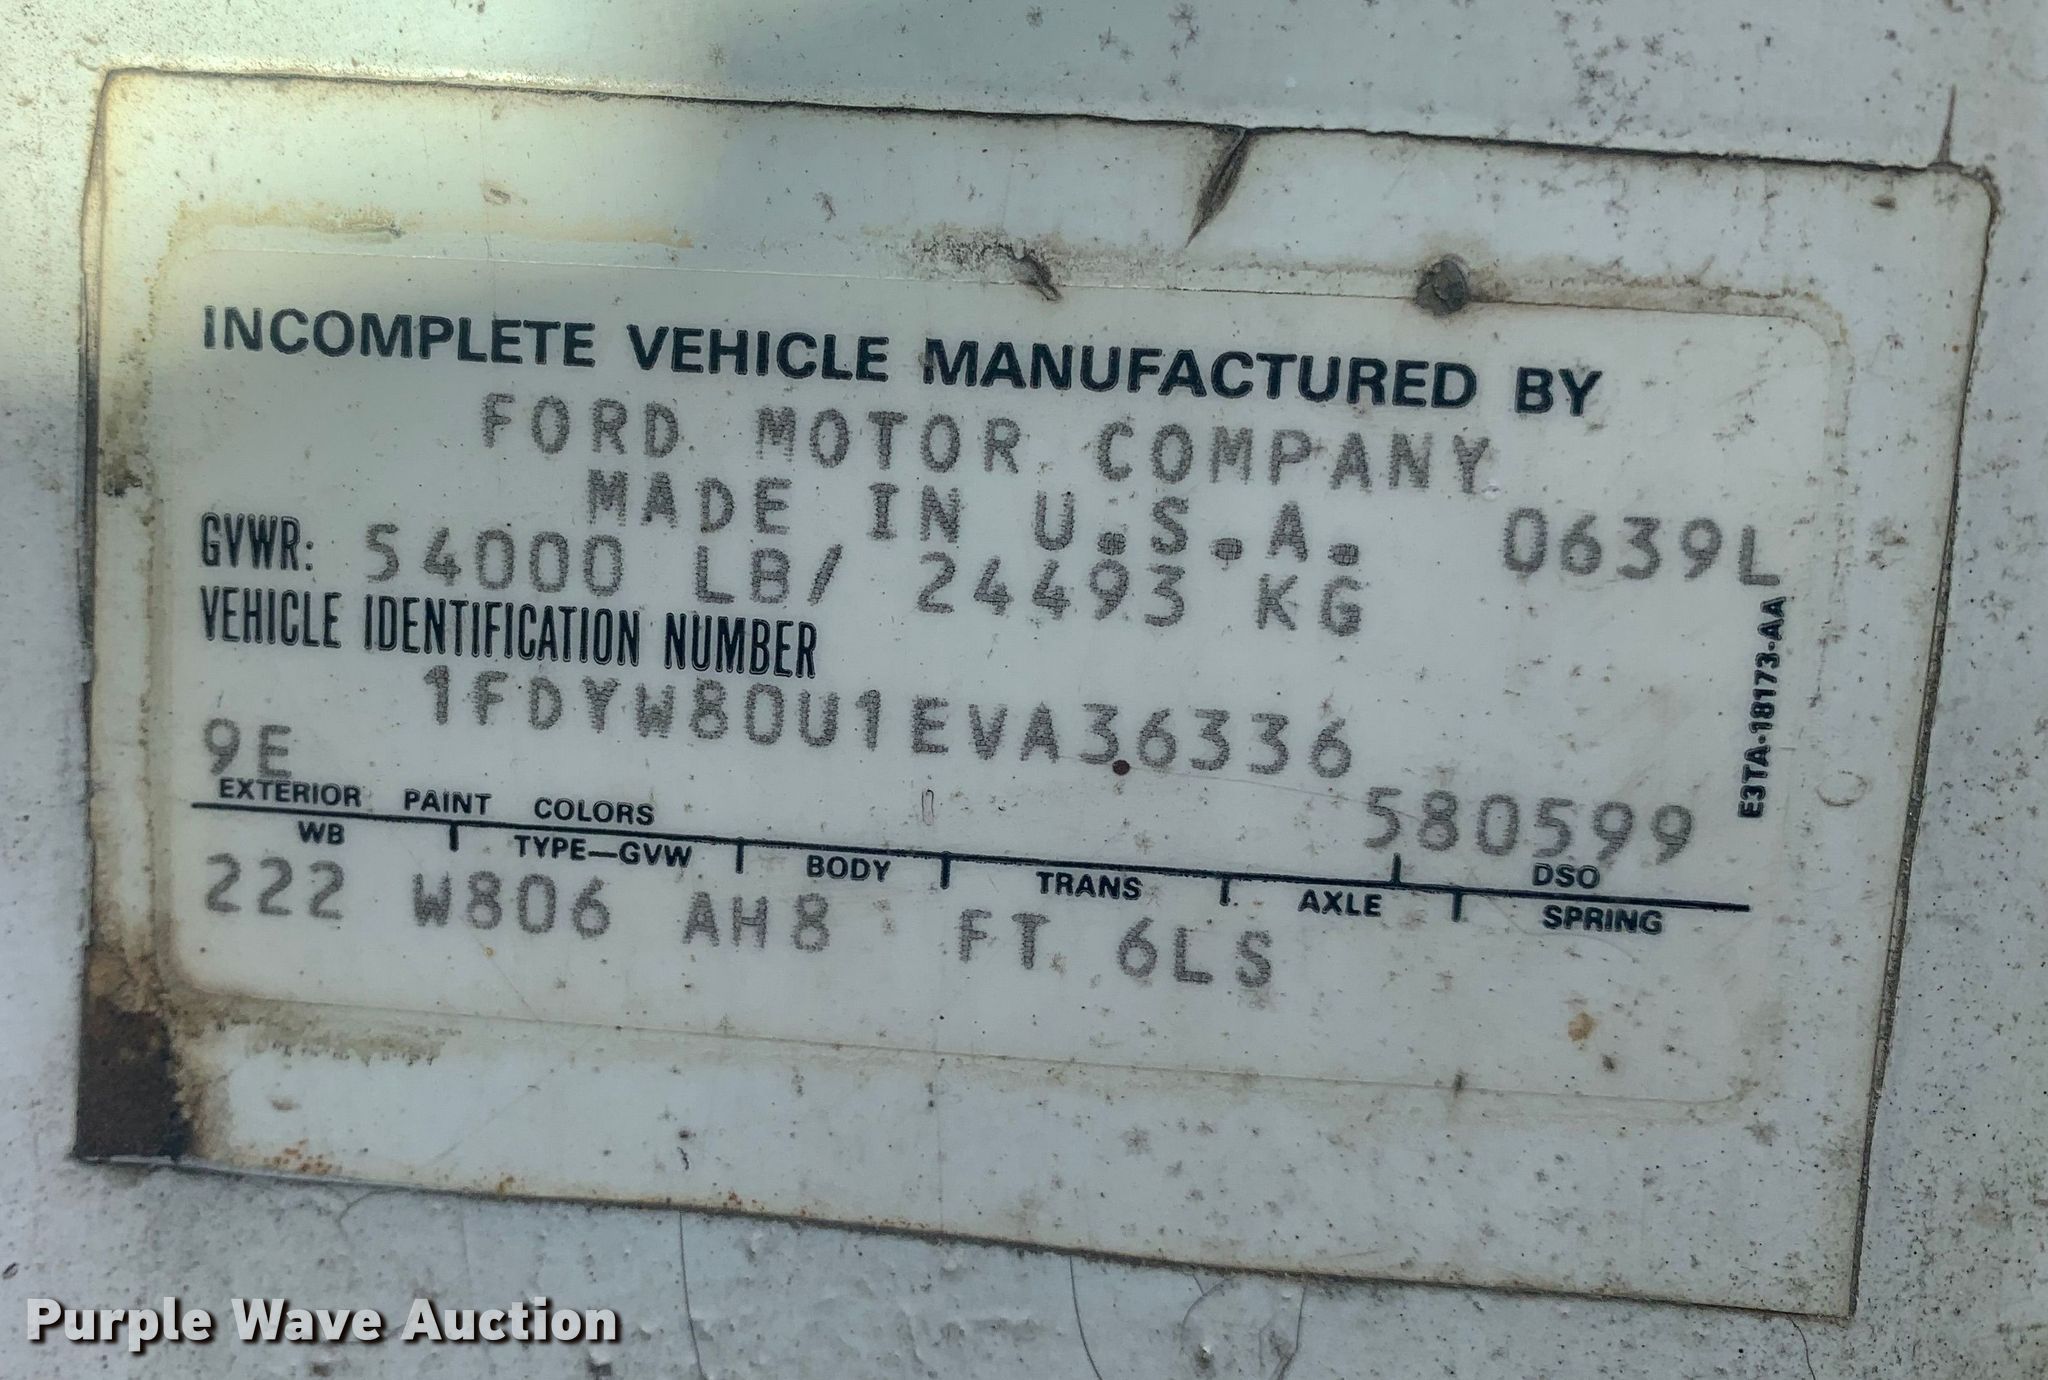 INCOMPLETE VEHICLE MANUFACTURED BY
FORD MOTOR COMPANY
MADE IN U.S.A.
0639L
GVWR: 54000 LB/ 24493 KG
VEHICLE IDENTIFICATION NUMBER
1FDYW80U1EVA36336
E3TA-18173-AA
9E
580599
EXTERIOR PAINT COLORS
DSO
WB TYPE—GVW BODY TRANS AXLE SPRING
222 W806 AH8 FT 6LS
Purple Wave Auction